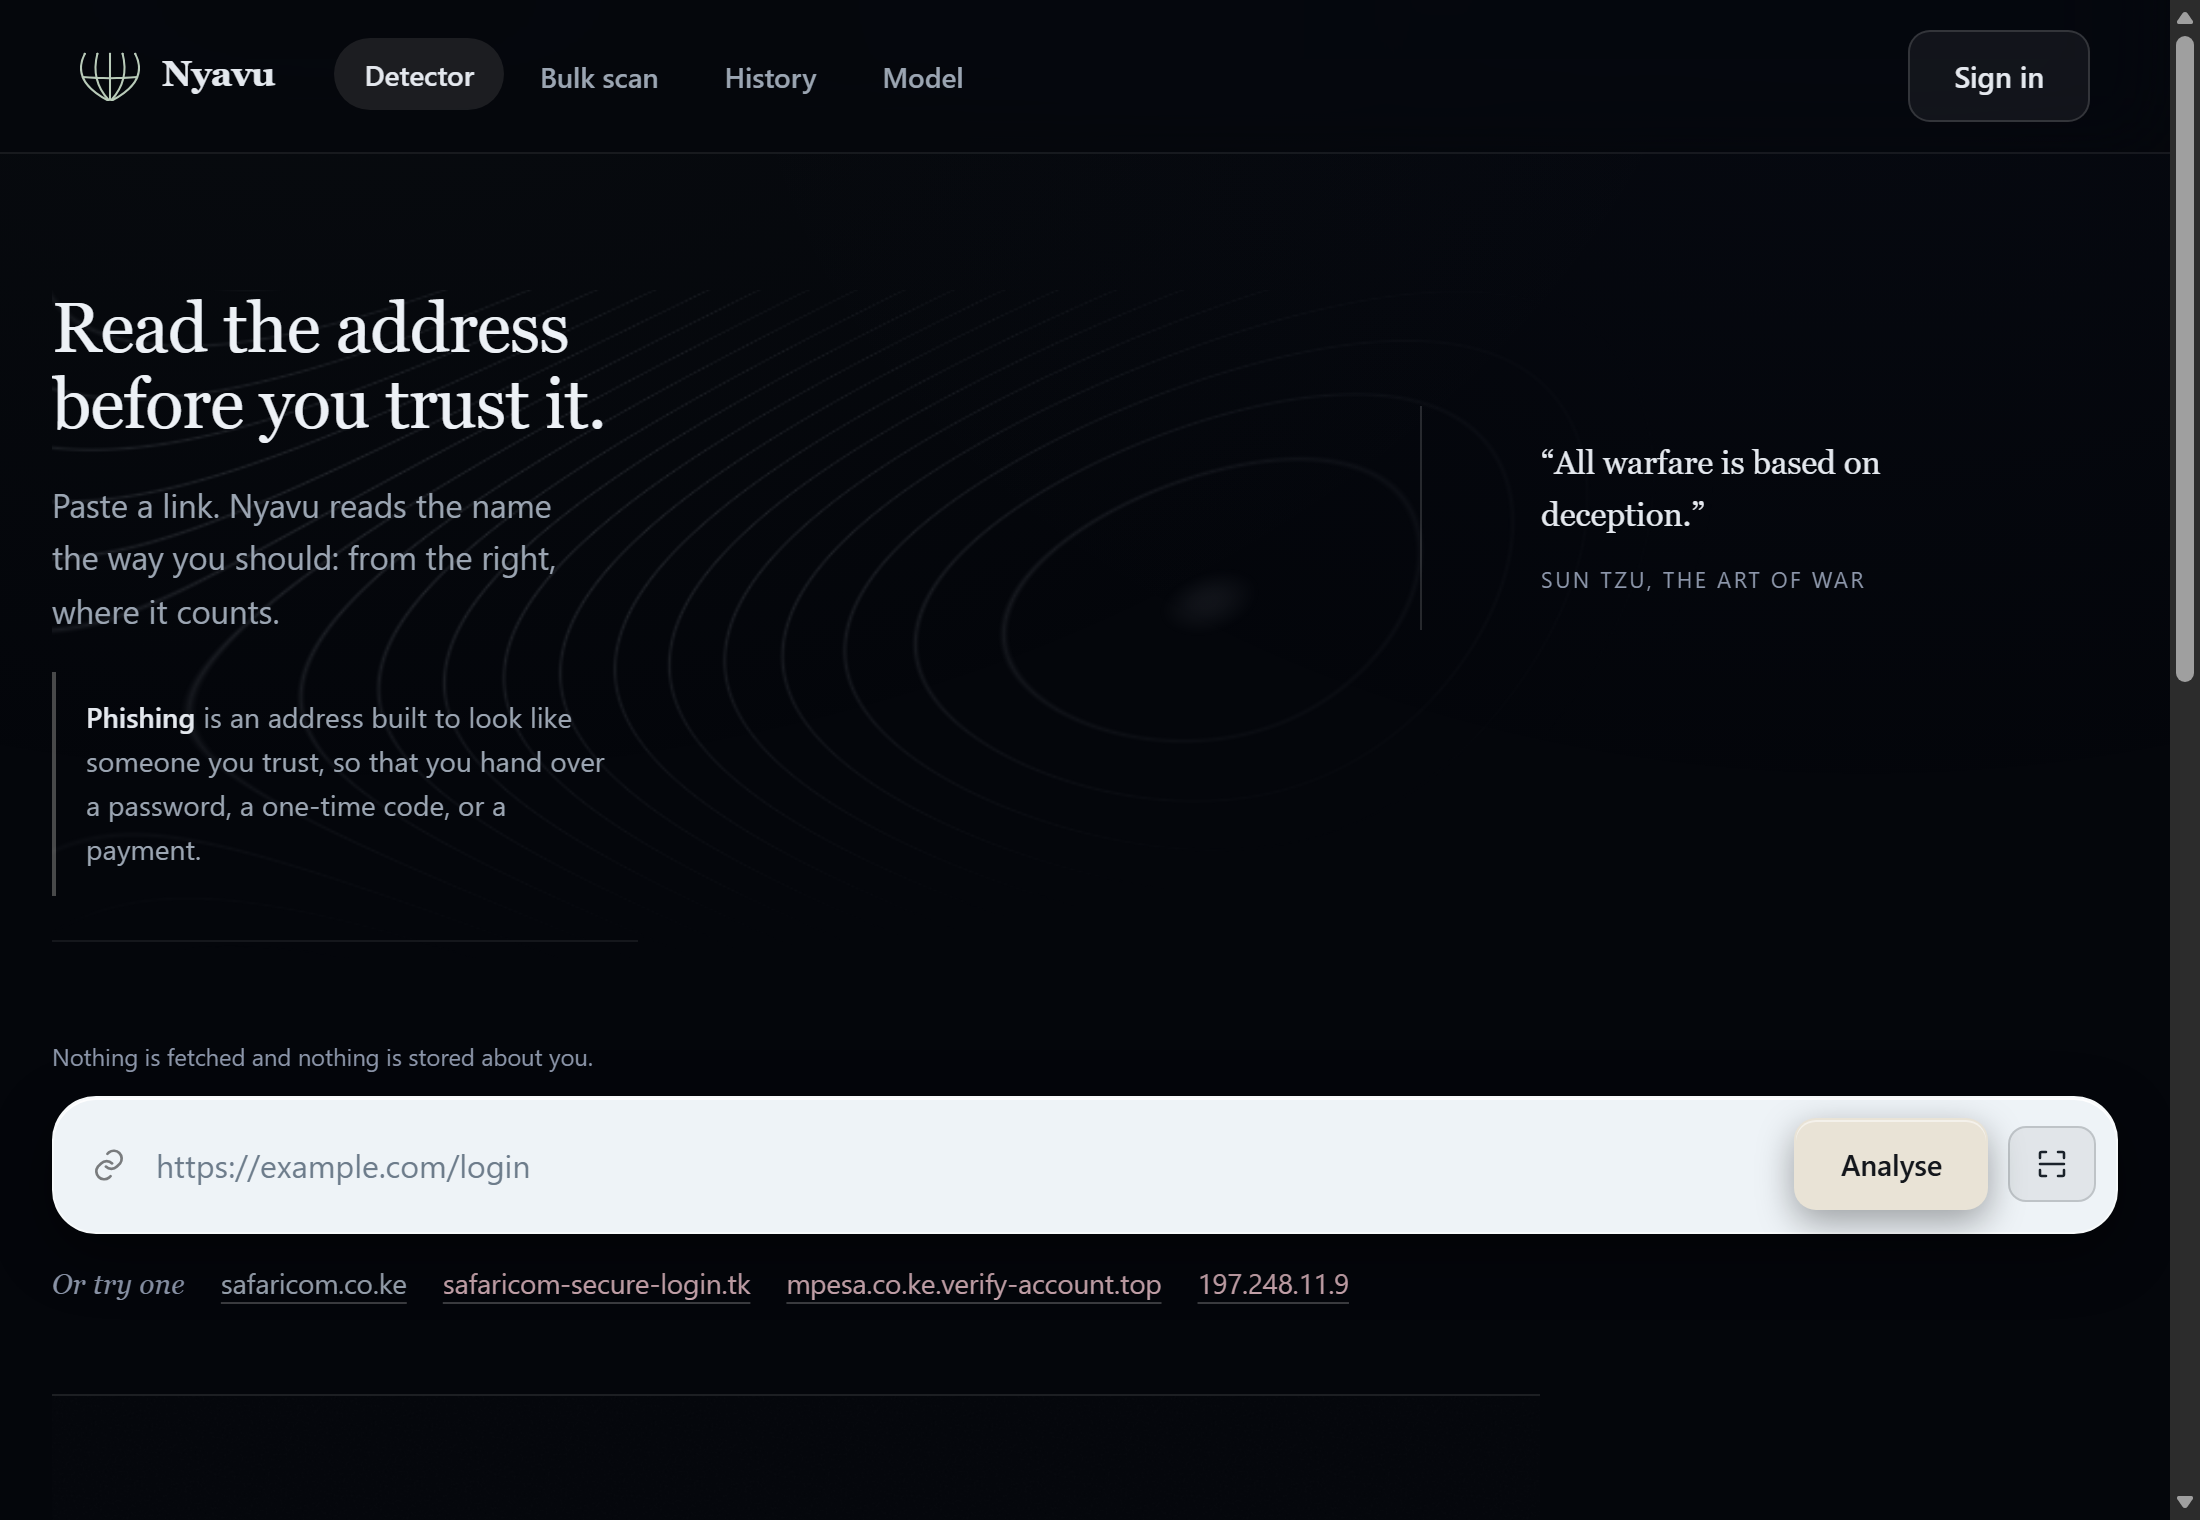 Nyavu
Detector
Bulk scan
History
Model
Sign in
Read the address
before you trust it.
Paste a link. Nyavu reads the name
the way you should: from the right,
where it counts.
“All warfare is based on
deception.”
SUN TZU, THE ART OF WAR
Phishing is an address built to look like
someone you trust, so that you hand over
a password, a one-time code, or a
payment.
Nothing is fetched and nothing is stored about you.
https://example.com/login
Analyse
Or try one safaricom.co.ke safaricom-secure-login.tk mpesa.co.ke.verify-account.top 197.248.11.9